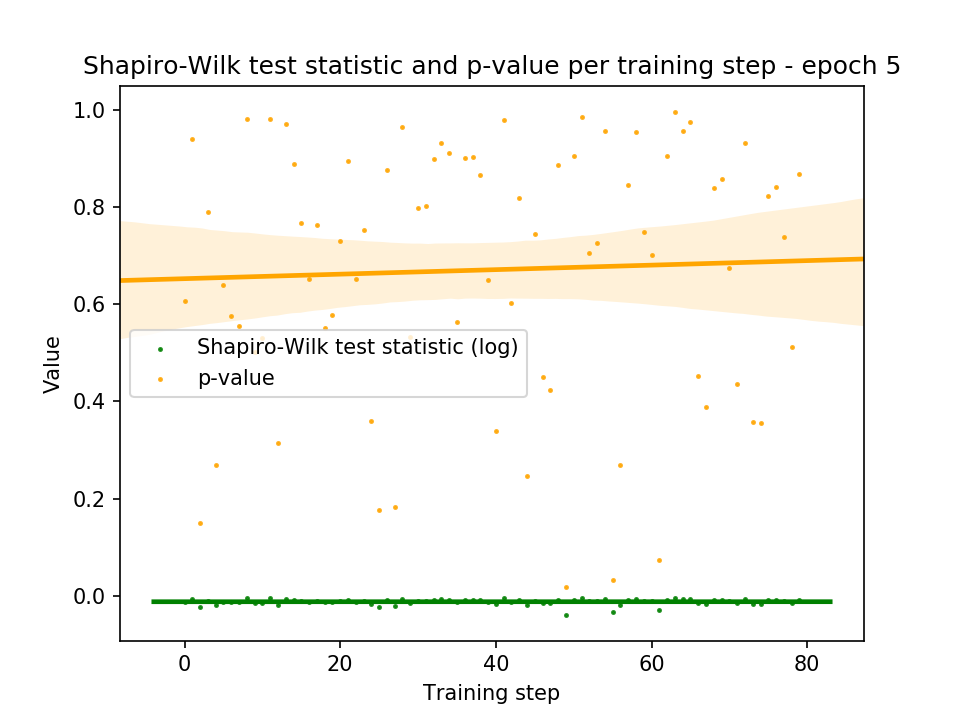 Shapiro-Wilk test statistic and p-value per training step - epoch 5
1.0
0.8
0.6
0.4
0.2
0.0
Value
Shapiro-Wilk test statistic (log)
p-value
0 20 40 60 80
Training step